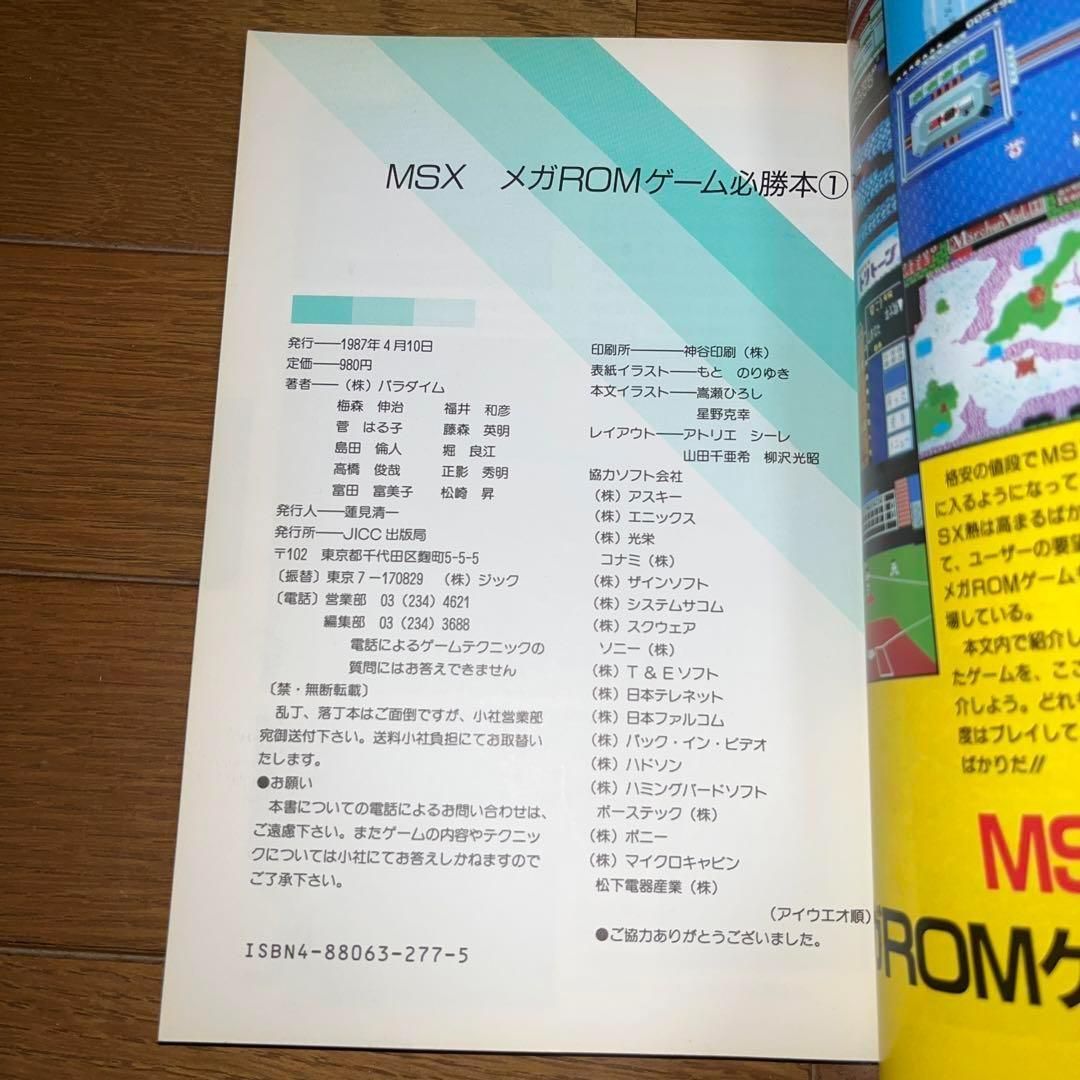 MSX メガROMゲーム必勝本①
発行——1987年4月10日
定価——980円
著者——（株）パラダイム
梅森 伸治 福井 和彦
菅 はる子 藤森 英明
島田 倫人 堀 良江
高橋 俊哉 正影 秀明
富田 富美子 松崎 昇
発行人——蓮見清一
発行所——JICC出版局
〒102 東京都千代田区麴町5-5-5
〔振替〕東京7－170829 （株）ジック
〔電話〕営業部 03（234）4621
編集部 03（234）3688
電話によるゲームテクニックの
質問にはお答えできません
〔禁・無断転載〕
乱丁、落丁本はご面倒ですが、小社営業部
宛御送付下さい。送料小社負担にてお取替い
たします。
●お願い
本書についての電話によるお問い合わせは、
ご遠慮下さい。またゲームの内容やテクニッ
クについては小社にてお答えしかねますので
ご了承下さい。
ISBN4-88063-277-5
印刷所———神谷印刷（株）
表紙イラスト——もと のりゆき
本文イラスト——嵩瀬ひろし
星野克幸
レイアウト——アトリエ シーレ
山田千亜希 柳沢光昭
協力ソフト会社
（株）アスキー
（株）エニックス
（株）光栄
コナミ（株）
（株）ザインソフト
（株）システムサコム
（株）スクウェア
ソニー（株）
（株）T＆Eソフト
（株）日本テレネット
（株）日本ファルコム
（株）パック・イン・ビデオ
（株）ハドソン
（株）ハミングバードソフト
ボーステック（株）
（株）ポニー
（株）マイクロキャビン
松下電器産業（株）
（アイウエオ順）
●ご協力ありがとうございました。
格安の値段でMS
に入るようになって
SX熱は高まるばか
て、ユーザーの要望
メガROMゲーム
場している。
本文内で紹介し
たゲームを、ここ
介しよう。どれ
度はプレイして
ばかりだ!!
MS
ROMゲ